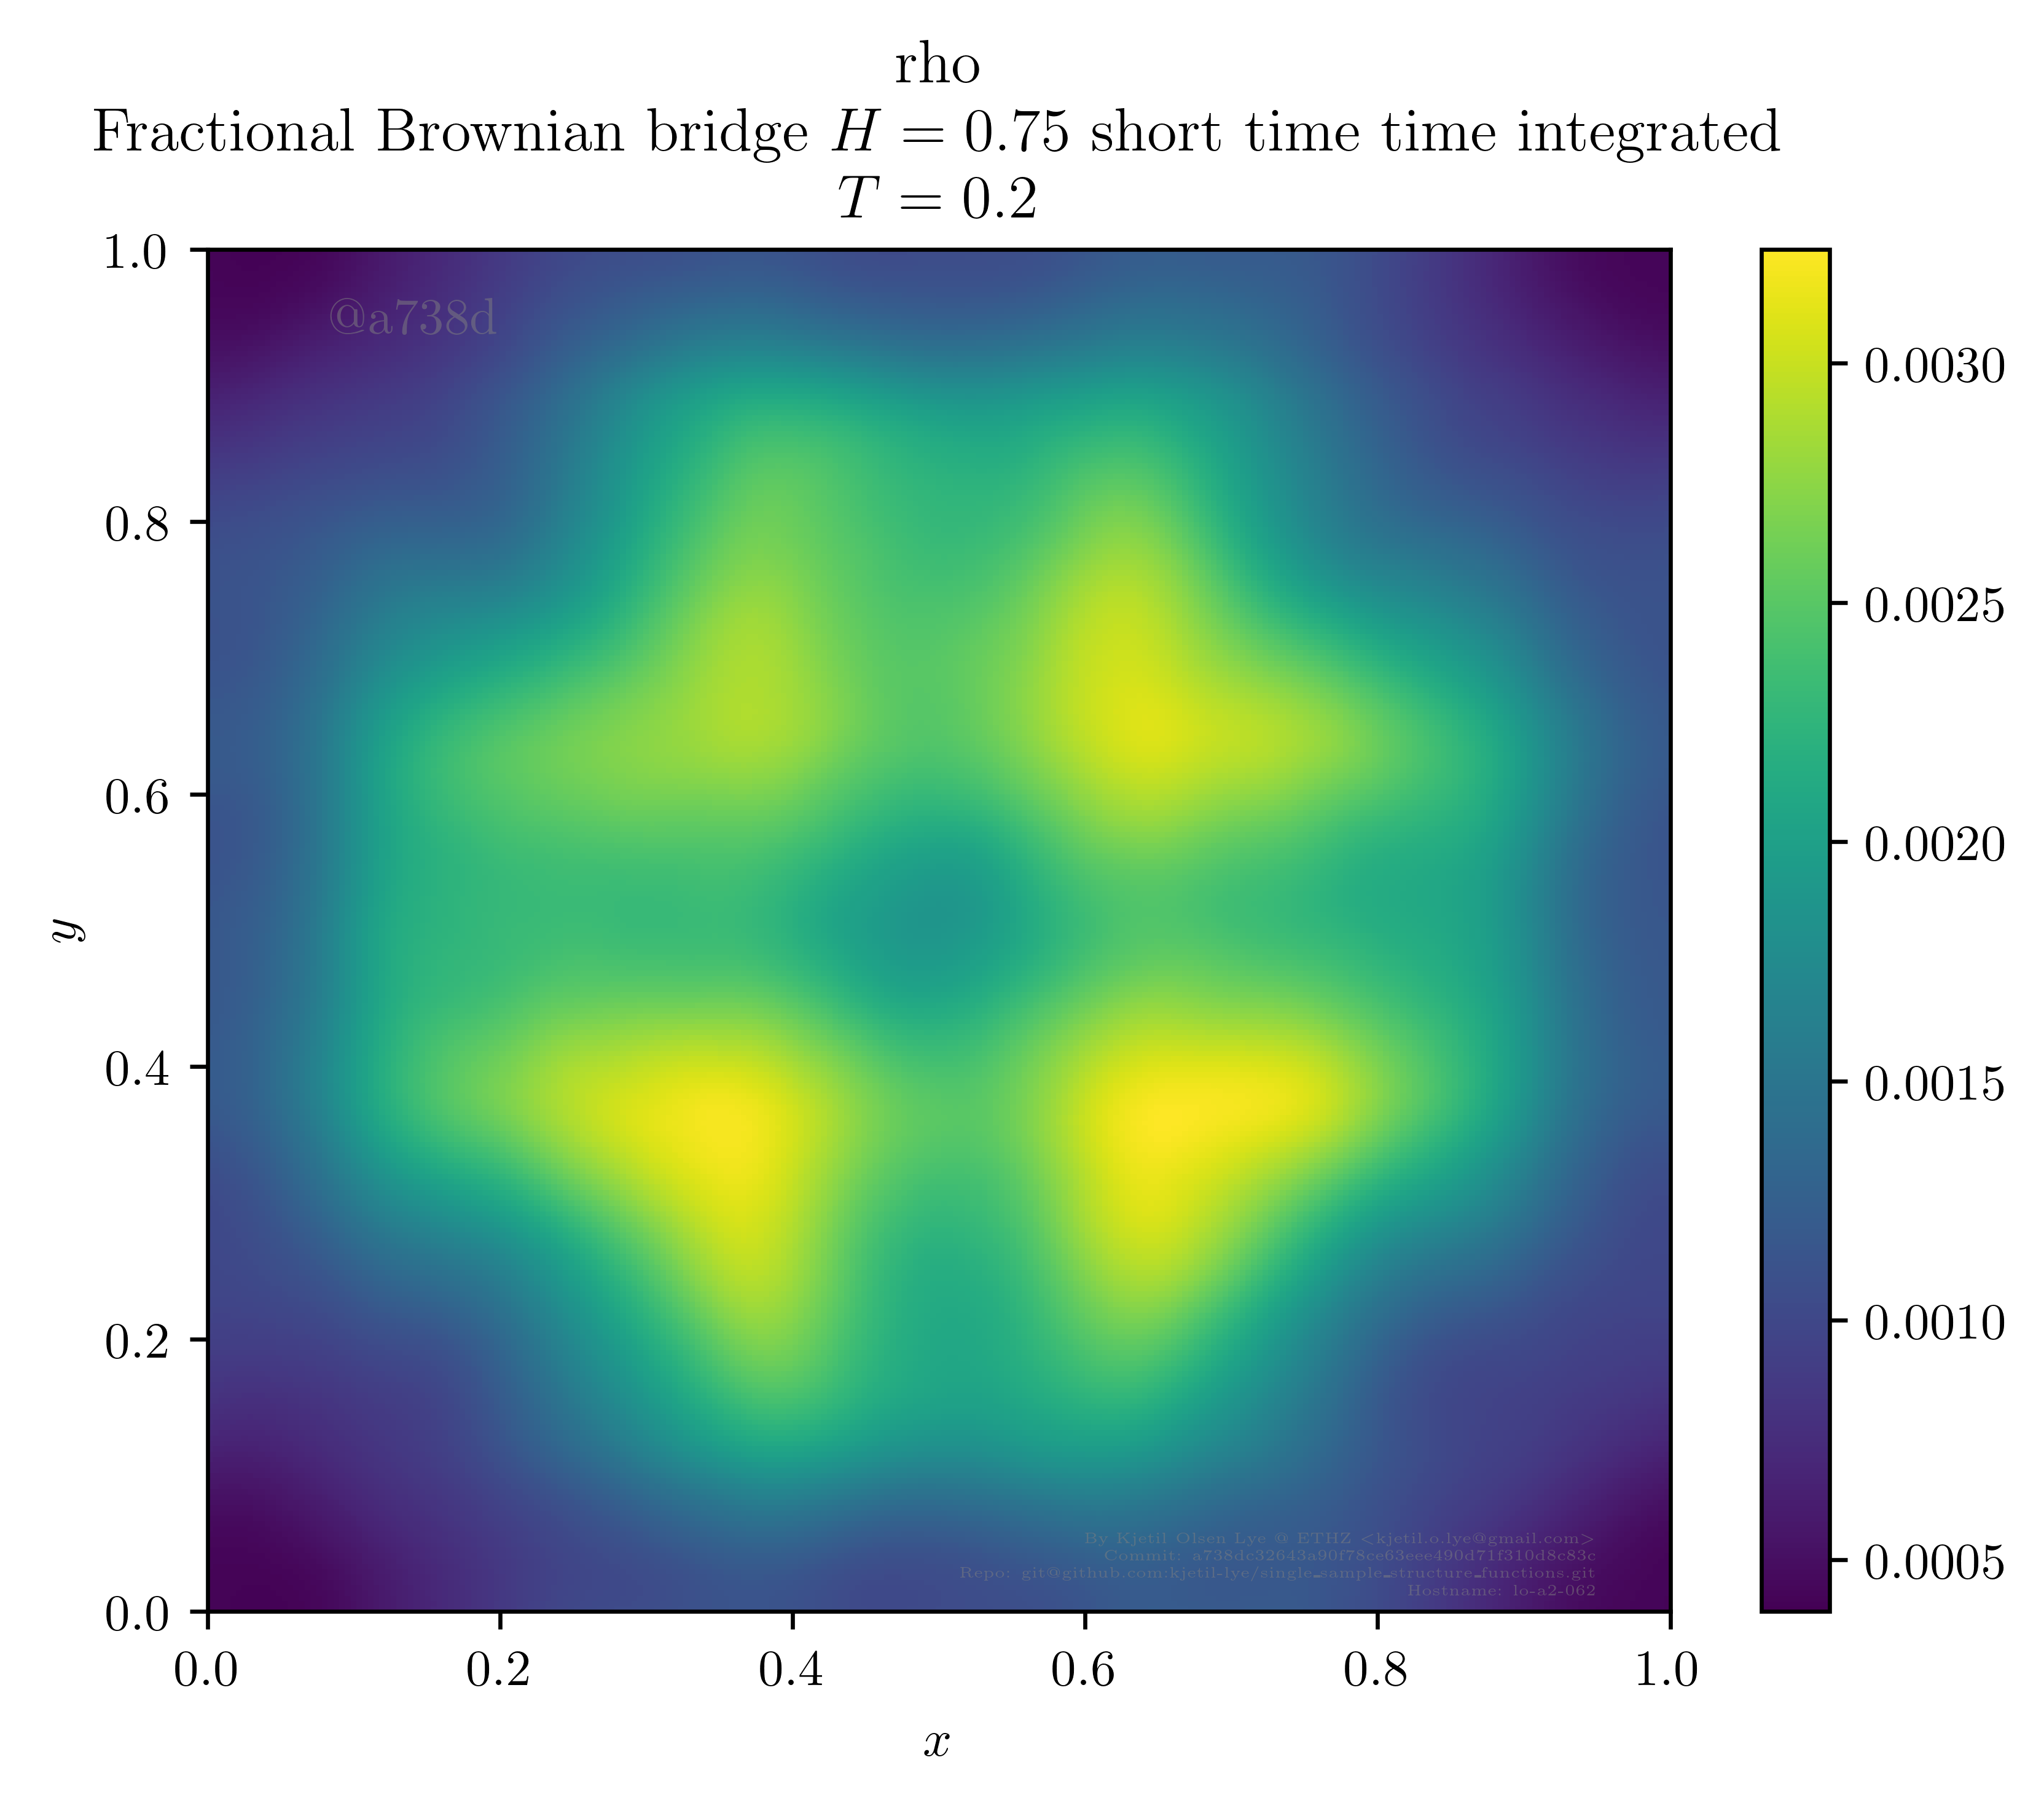 rho
Fractional Brownian bridge H = 0.75 short time time integrated
T = 0.2
1.0
@a738d
0.8
0.6
0.4
0.2
0.0
y
0.0 0.2 0.4 0.6 0.8 1.0
x
0.0030
0.0025
0.0020
0.0015
0.0010
0.0005
By Kjetil Olsen Lye @ ETHZ <kjetil.o.lye@gmail.com>
Commit: a738dc32643a90f78ce63eee490d71f310d8c83c
Repo: git@github.com:kjetil-lye/single_sample_structure_functions.git
Hostname: lo-a2-062